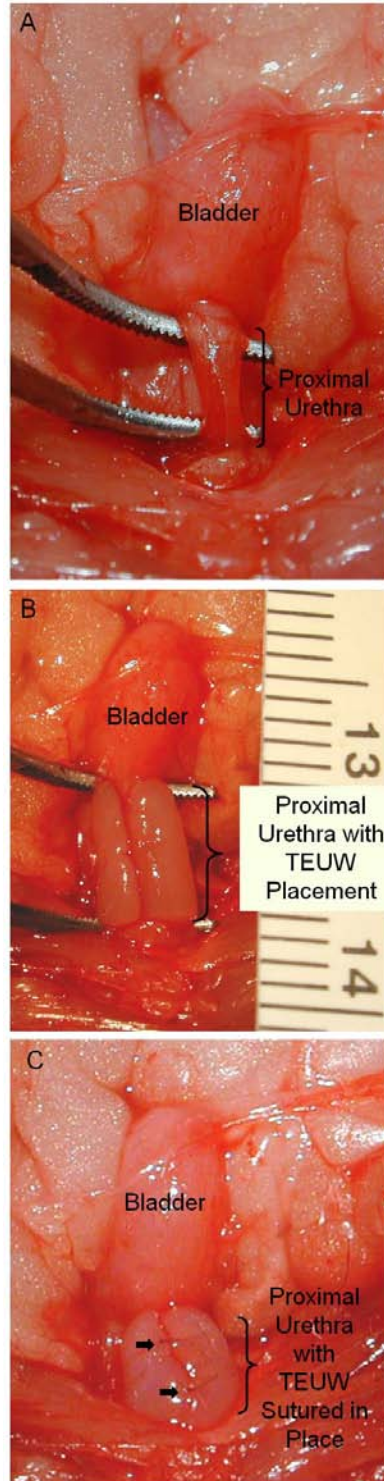 A
Bladder
Proximal
Urethra
B
Bladder
13
Proximal
Urethra with
TEUW
Placement
14
C
Bladder
Proximal
Urethra
with
TEUW
Sutured in
Place